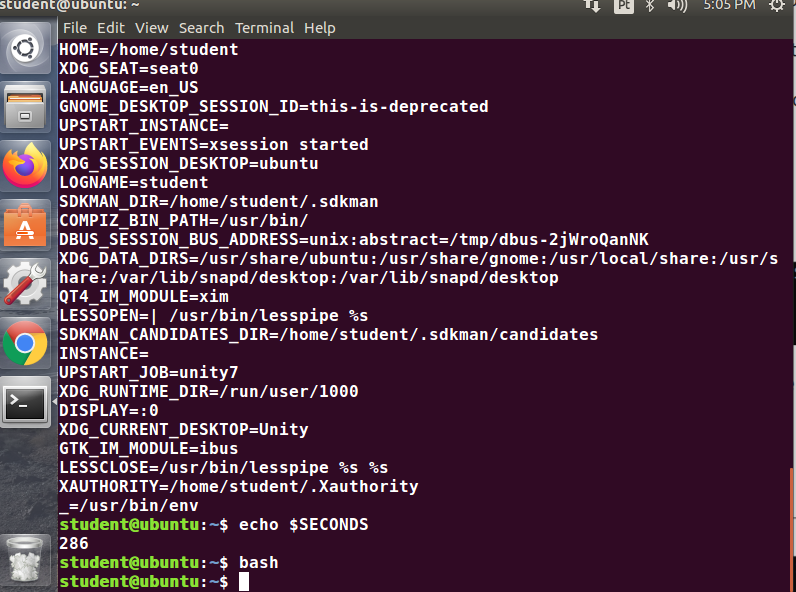 student@ubuntu: ~
Pt
5:05 PM
File Edit View Search Terminal Help
HOME=/home/student
XDG_SEAT=seat0
LANGUAGE=en_US
GNOME_DESKTOP_SESSION_ID=this-is-deprecated
UPSTART_INSTANCE=
UPSTART_EVENTS=xsession started
XDG_SESSION_DESKTOP=ubuntu
LOGNAME=student
SDKMAN_DIR=/home/student/.sdkman
COMPIZ_BIN_PATH=/usr/bin/
DBUS_SESSION_BUS_ADDRESS=unix:abstract=/tmp/dbus-2jWroQanNK
XDG_DATA_DIRS=/usr/share/ubuntu:/usr/share/gnome:/usr/local/share:/usr/s
hare:/var/lib/snapd/desktop:/var/lib/snapd/desktop
QT4_IM_MODULE=xim
LESSOPEN=| /usr/bin/lesspipe %s
SDKMAN_CANDIDATES_DIR=/home/student/.sdkman/candidates
INSTANCE=
UPSTART_JOB=unity7
XDG_RUNTIME_DIR=/run/user/1000
DISPLAY=:0
XDG_CURRENT_DESKTOP=Unity
GTK_IM_MODULE=ibus
LESSCLOSE=/usr/bin/lesspipe %s %s
XAUTHORITY=/home/student/.Xauthority
_=/usr/bin/env
student@ubuntu:~$ echo $SECONDS
286
student@ubuntu:~$ bash
student@ubuntu:~$